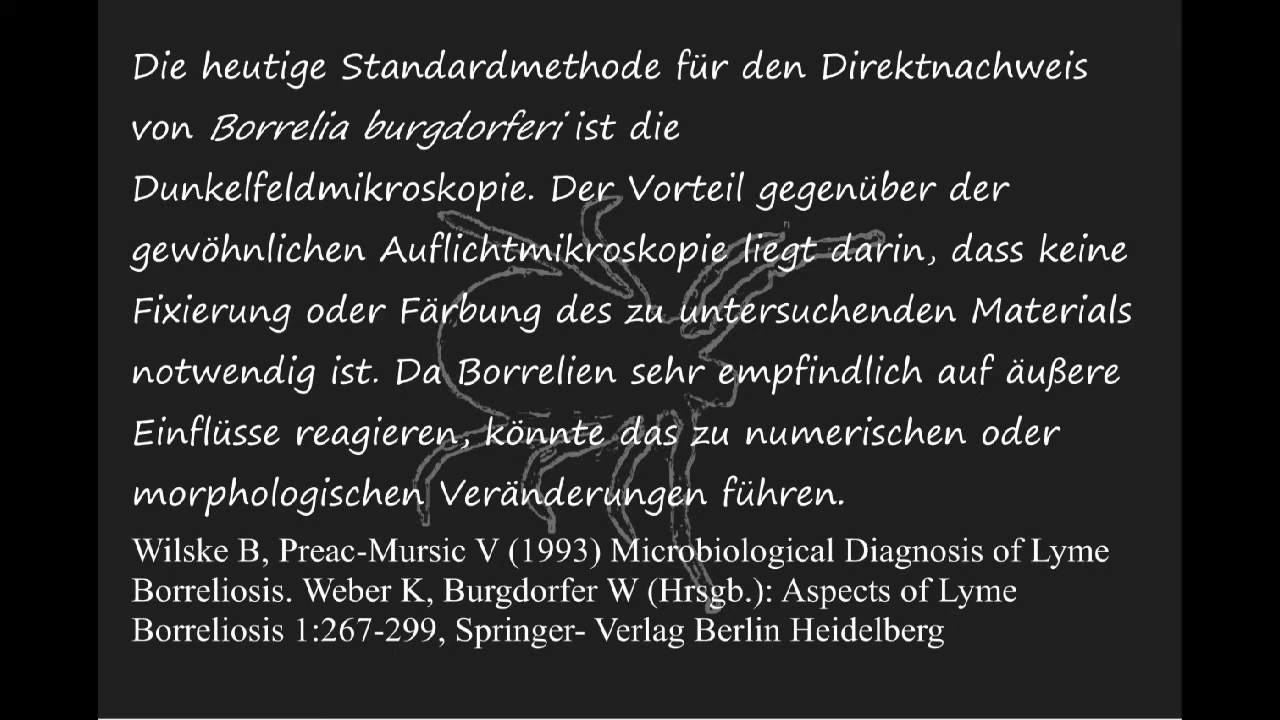 Die heutige Standardmethode für den Direktnachweis
von Borrelia burgdorferi ist die
Dunkelfeldmikroskopie. Der Vorteil gegenüber der
gewöhnlichen Auflichtmikroskopie liegt darin, dass keine
Fixierung oder Färbung des zu untersuchenden Materials
notwendig ist. Da Borrelien sehr empfindlich auf äußere
Einflüsse reagieren, könnte das zu numerischen oder
morphologischen Veränderungen führen.
Wilske B, Preac-Mursic V (1993) Microbiological Diagnosis of Lyme
Borreliosis. Weber K, Burgdorfer W (Hrsgb.): Aspects of Lyme
Borreliosis 1:267-299, Springer- Verlag Berlin Heidelberg